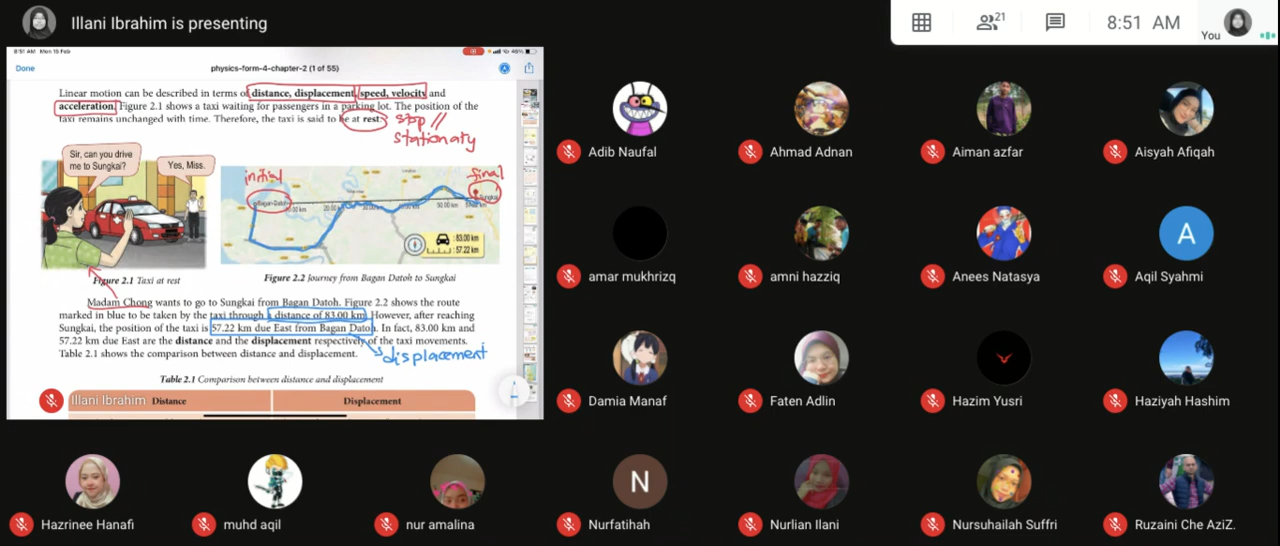 Illani Ibrahim is presenting
21
8:51 AM
You
8:51 AM Mon 15 Feb
Done
physics-form-4-chapter-2 (1 of 55)
Linear motion can be described in terms of distance, displacement, speed, velocity and
acceleration. Figure 2.1 shows a taxi waiting for passengers in a parking lot. The position of the
taxi remains unchanged with time. Therefore, the taxi is said to be at rest.
stop //
stationary
Sir, can you drive
me to Sungkai?
Yes, Miss.
initial
final
Bagan Datoh
Sungkai
83.00 km
57.22 km
Figure 2.1 Taxi at rest
Figure 2.2 Journey from Bagan Datoh to Sungkai
Madam Chong wants to go to Sungkai from Bagan Datoh. Figure 2.2 shows the route
marked in blue to be taken by the taxi through a distance of 83.00 km. However, after reaching
Sungkai, the position of the taxi is 57.22 km due East from Bagan Datoh. In fact, 83.00 km and
57.22 km due East are the distance and the displacement respectively of the taxi movements.
Table 2.1 shows the comparison between distance and displacement.
displacement
Table 2.1 Comparison between distance and displacement
Illani Ibrahim
Distance
Displacement
Adib Naufal
Ahmad Adnan
Aiman azfar
Aisyah Afiqah
amar mukhrizq
amni hazziq
Anees Natasya
A
Aqil Syahmi
Damia Manaf
Faten Adlin
Hazim Yusri
Haziyah Hashim
Hazrinee Hanafi
muhd aqil
nur amalina
N
Nurfatihah
Nurlian Ilani
Nursuhailah Suffri
Ruzaini Che AziZ.